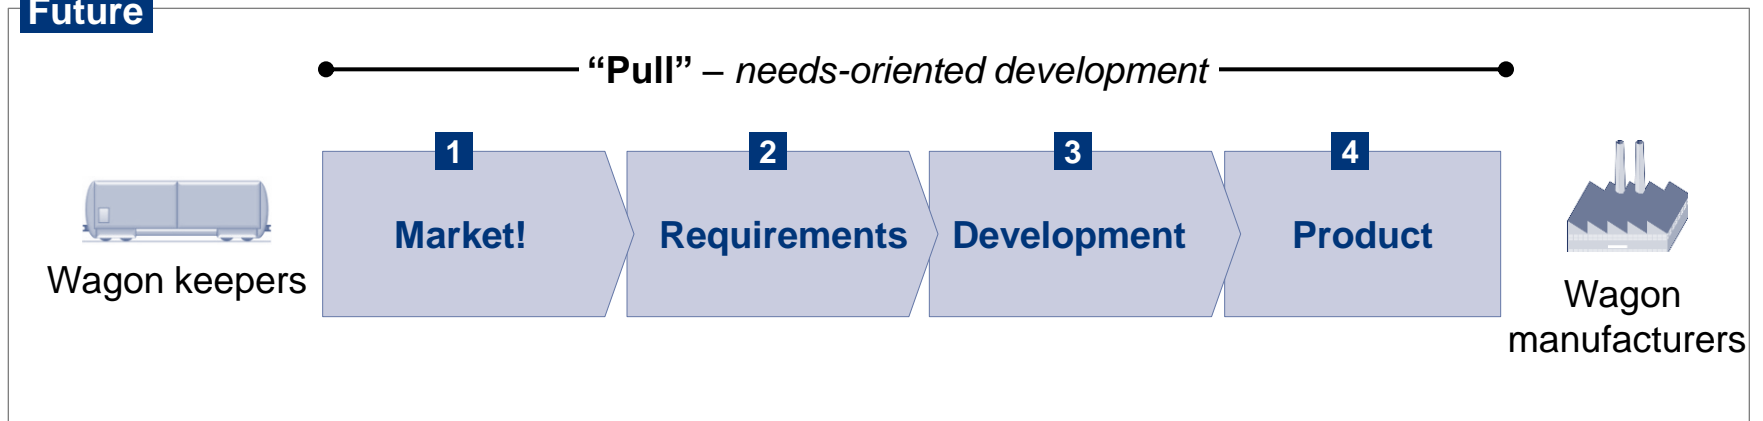 Future
“Pull” – needs-oriented development
1
2
3
4
Market!
Requirements
Development
Product
Wagon keepers
Wagon
manufacturers